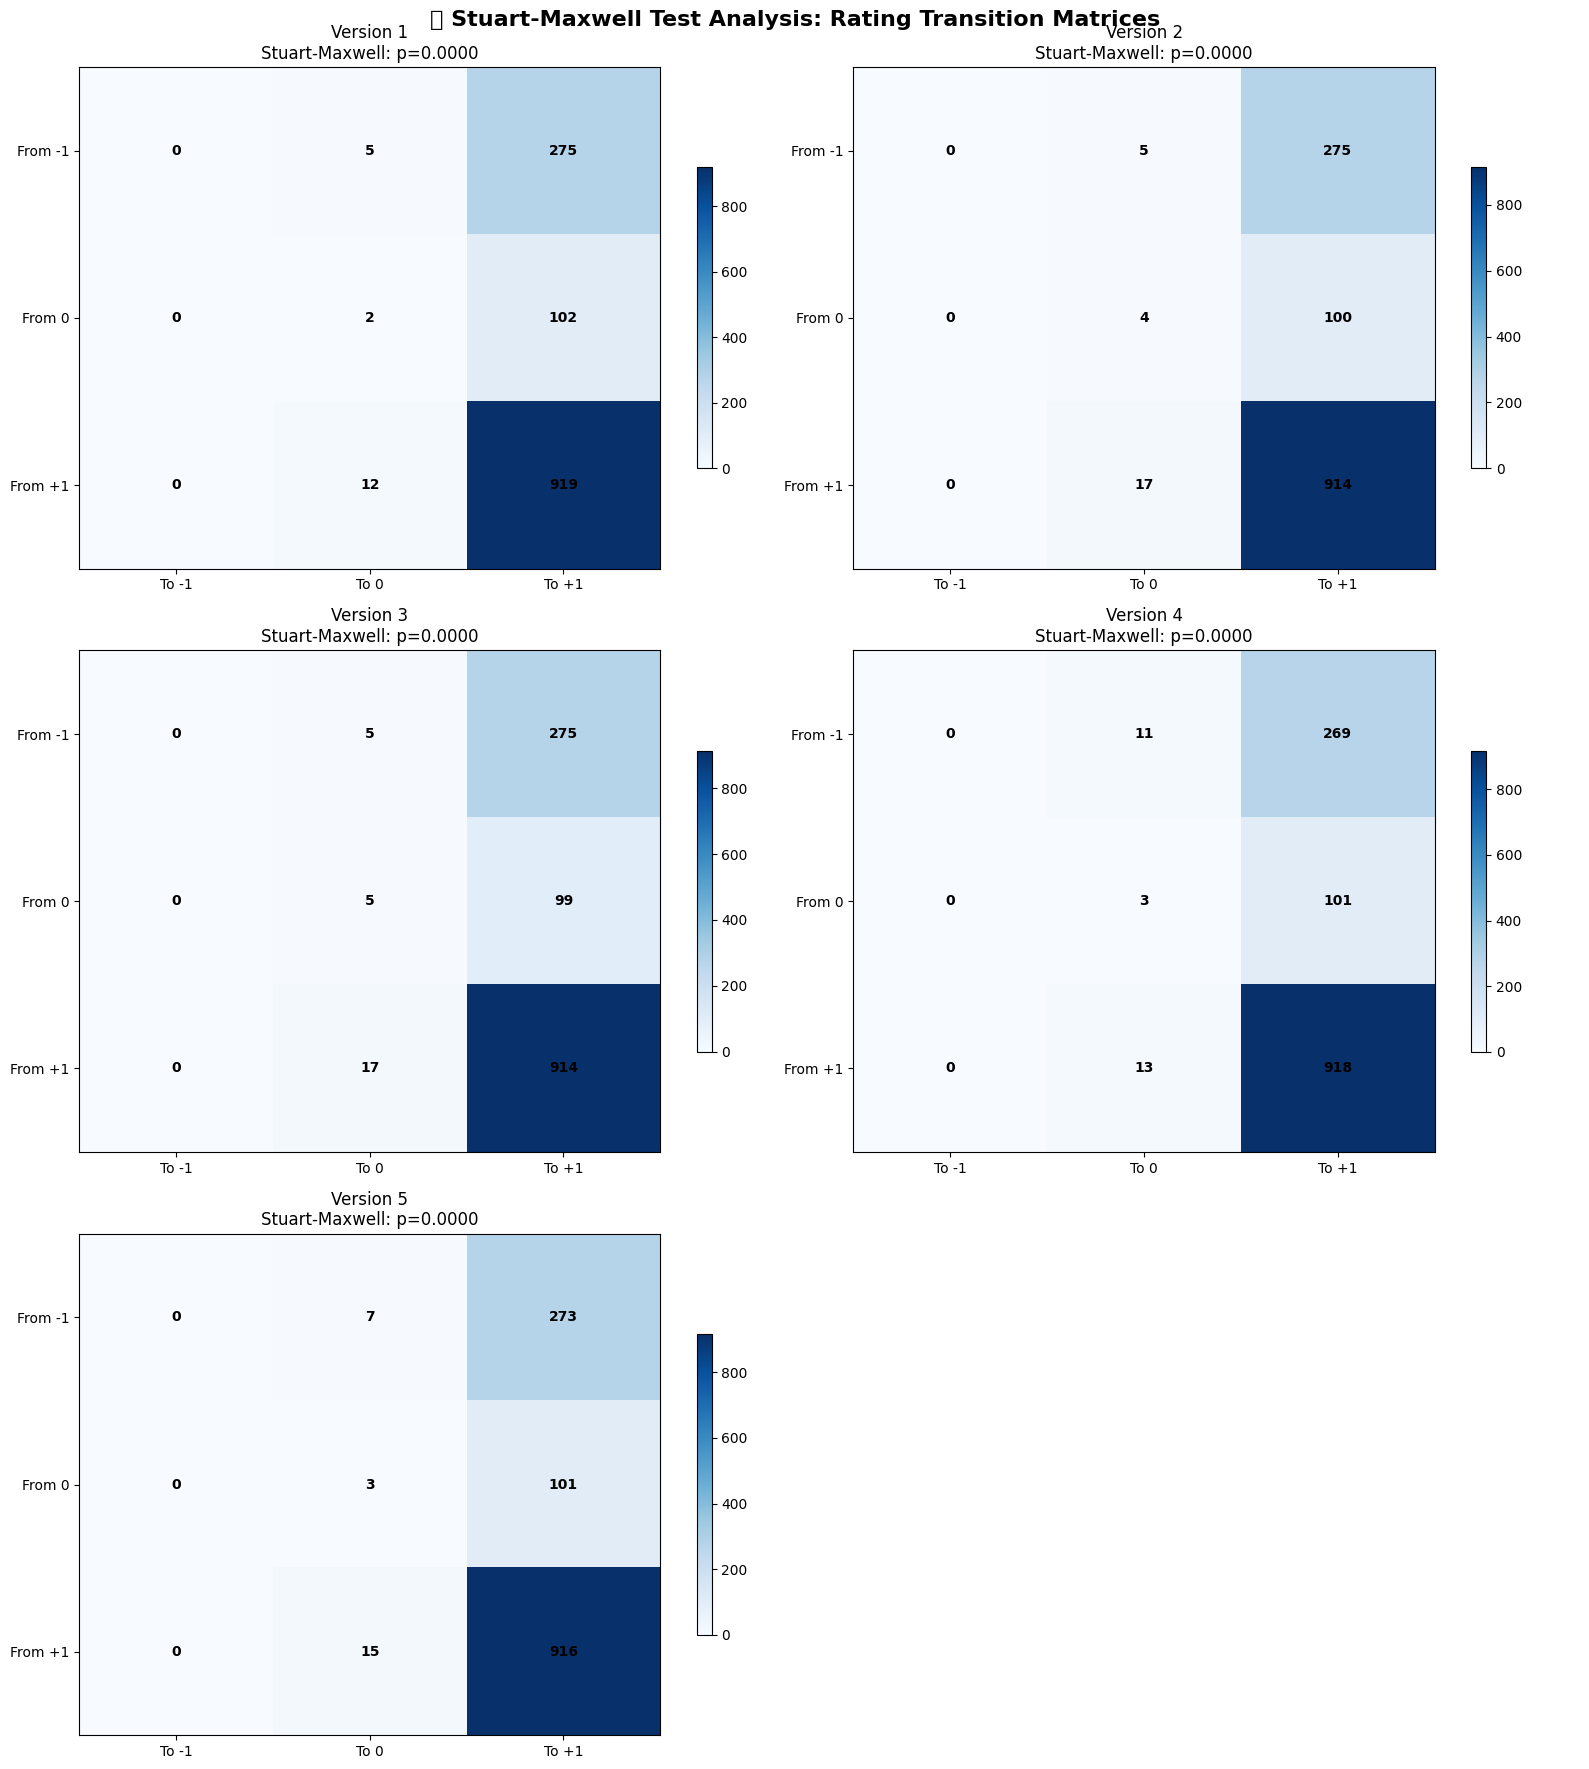 Stuart-Maxwell Test Analysis: Rating Transition Matrices
Version 1
Stuart-Maxwell: p=0.0000
From -1 0 5 275
From 0 0 2 102
From +1 0 12 919
To -1 To 0 To +1
800
600
400
200
0
Version 2
Stuart-Maxwell: p=0.0000
From -1 0 5 275
From 0 0 4 100
From +1 0 17 914
To -1 To 0 To +1
800
600
400
200
0
Version 3
Stuart-Maxwell: p=0.0000
From -1 0 5 275
From 0 0 5 99
From +1 0 17 914
To -1 To 0 To +1
800
600
400
200
0
Version 4
Stuart-Maxwell: p=0.0000
From -1 0 11 269
From 0 0 3 101
From +1 0 13 918
To -1 To 0 To +1
800
600
400
200
0
Version 5
Stuart-Maxwell: p=0.0000
From -1 0 7 273
From 0 0 3 101
From +1 0 15 916
To -1 To 0 To +1
800
600
400
200
0